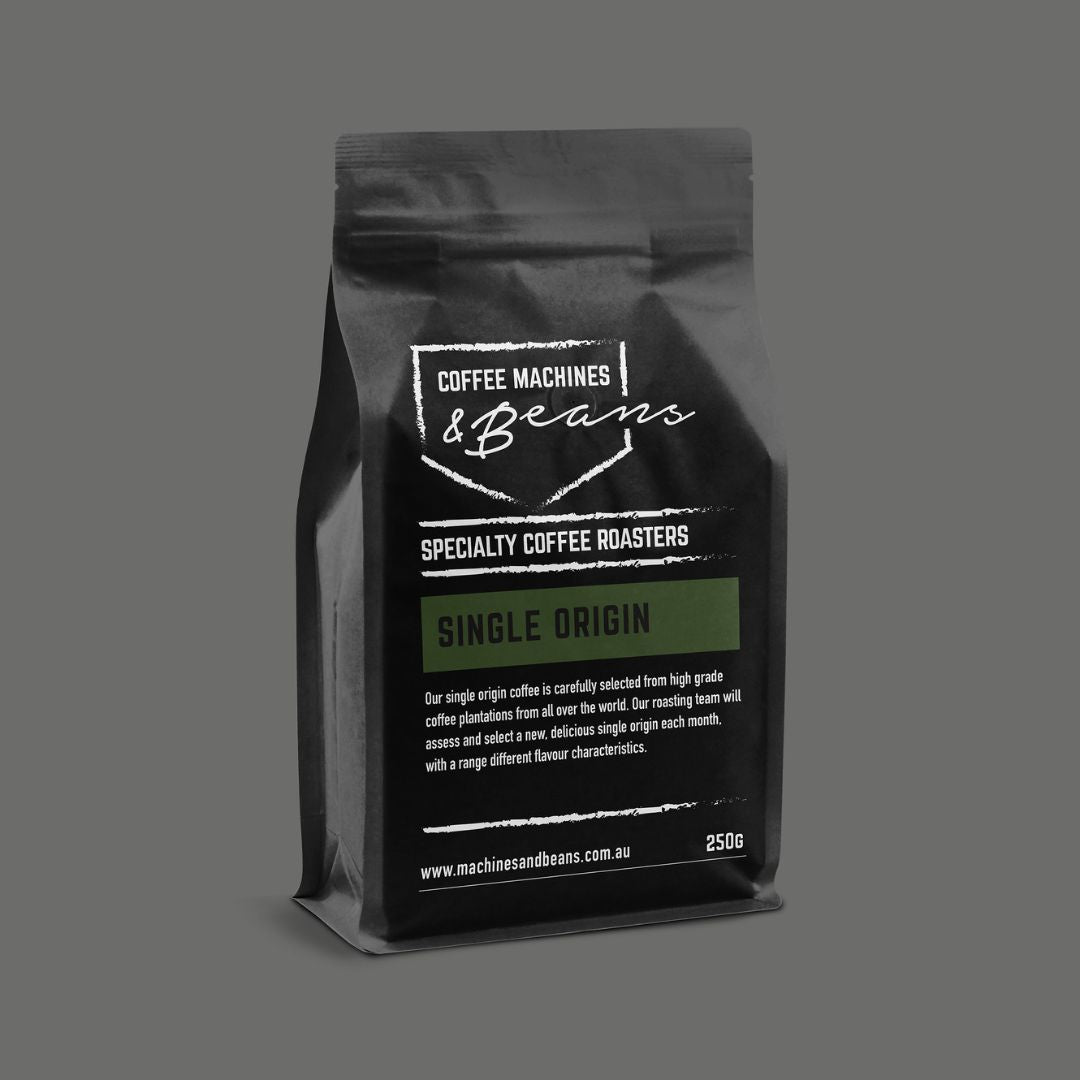 COFFEE MACHINES
& Beans
SPECIALTY COFFEE ROASTERS
SINGLE ORIGIN
Our single origin coffee is carefully selected from high grade
coffee plantations from all over the world. Our roasting team will
assess and select a new, delicious single origin each month,
with a range different flavour characteristics.
www.machinesandbeans.com.au
250G